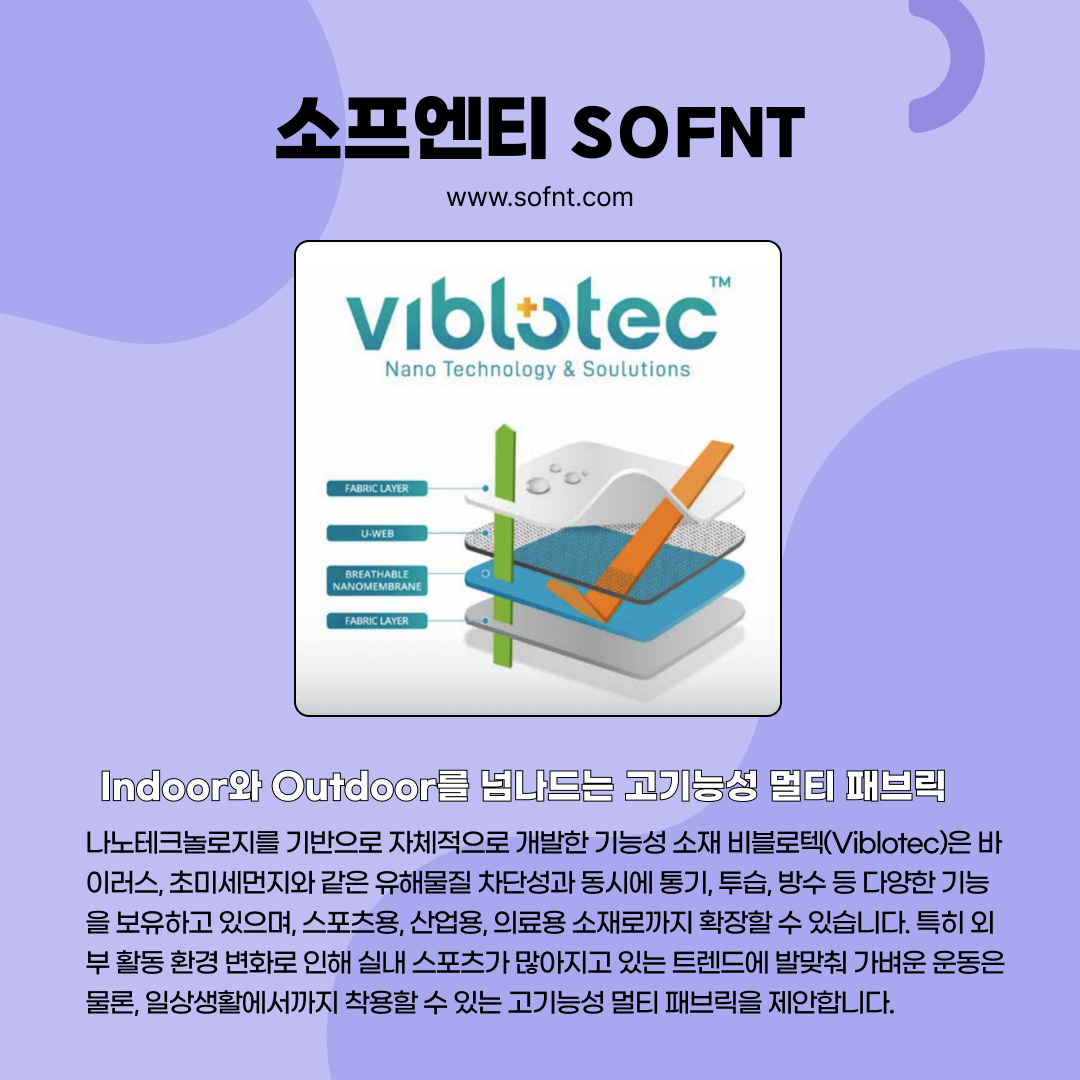 소프엔티 SOFNT
www.sofnt.com
viblotec™
Nano Technology & Soulutions
FABRIC LAYER
U-WEB
BREATHABLE
NANOMEMBRANE
FABRIC LAYER
Indoor와 Outdoor를 넘나드는 고기능성 멀티 패브릭
나노테크놀로지를 기반으로 자체적으로 개발한 기능성 소재 비블로텍(Viblotec)은 바
이러스, 초미세먼지와 같은 유해물질 차단성과 동시에 통기, 투습, 방수 등 다양한 기능
을 보유하고 있으며, 스포츠용, 산업용, 의료용 소재로까지 확장할 수 있습니다. 특히 외
부 활동 환경 변화로 인해 실내 스포츠가 많아지고 있는 트렌드에 발맞춰 가벼운 운동은
물론, 일상생활에서까지 착용할 수 있는 고기능성 멀티 패브릭을 제안합니다.